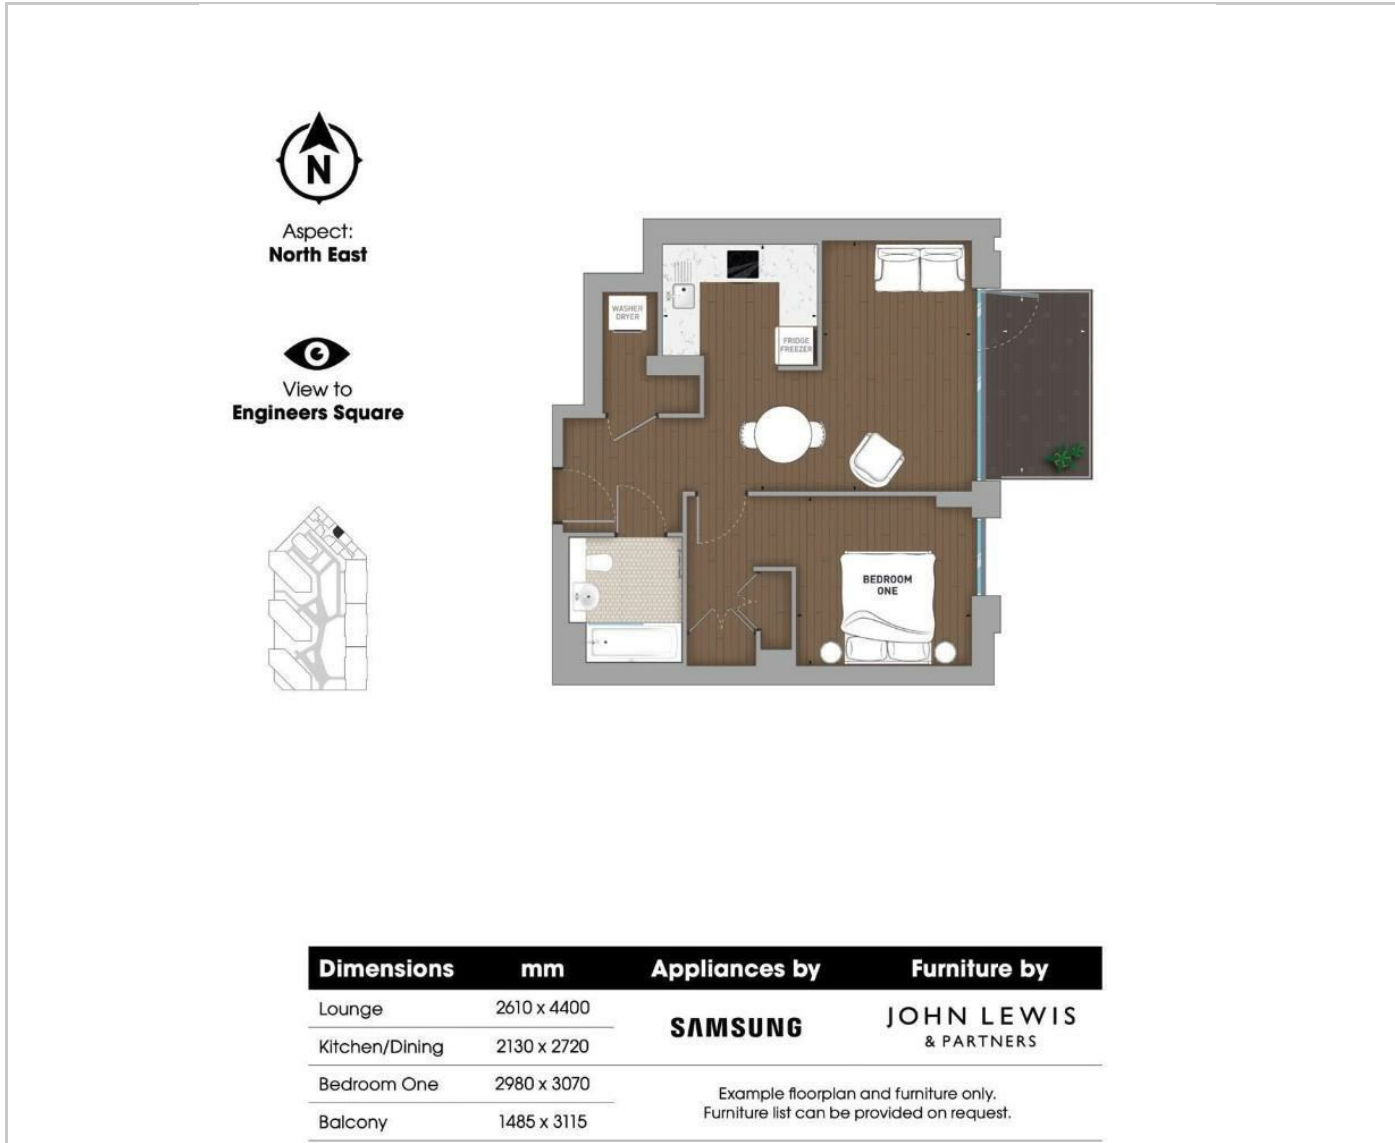 N
Aspect:
North East
View to
Engineers Square
WASHER
DRYER
FRIDGE
FREEZER
BEDROOM
ONE
Dimensions mm Appliances by Furniture by
Lounge 2610 x 4400
Kitchen/Dining 2130 x 2720
Bedroom One 2980 x 3070
Balcony 1485 x 3115
SAMSUNG
JOHN LEWIS
& PARTNERS
Example floorplan and furniture only.
Furniture list can be provided on request.